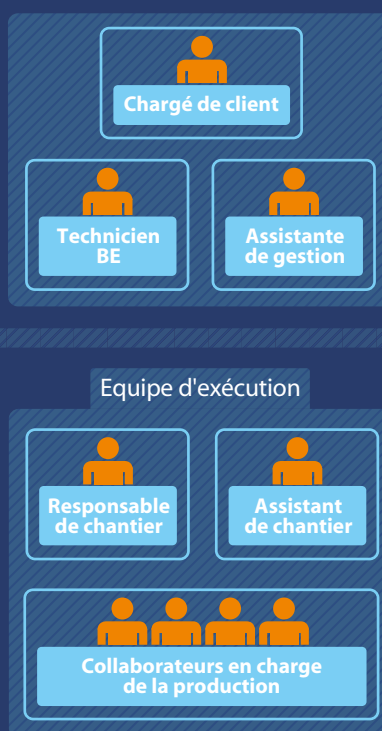 Chargé de client
Technicien
BE
Assistante
de gestion
Equipe d'exécution
Responsable
de chantier
Assistant
de chantier
Collaborateurs en charge
de la production